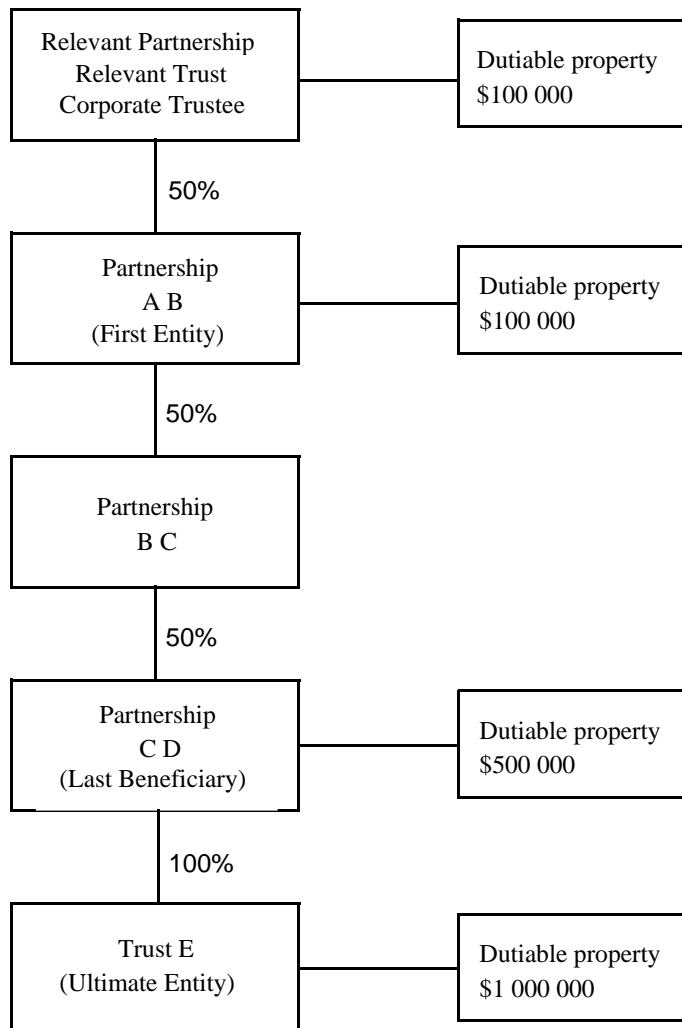 Relevant Partnership
Relevant Trust
Corporate Trustee
Dutiable property
$100 000
50%
Partnership
A B
(First Entity)
Dutiable property
$100 000
50%
Partnership
B C
50%
Partnership
C D
(Last Beneficiary)
Dutiable property
$500 000
100%
Trust E
(Ultimate Entity)
Dutiable property
$1 000 000